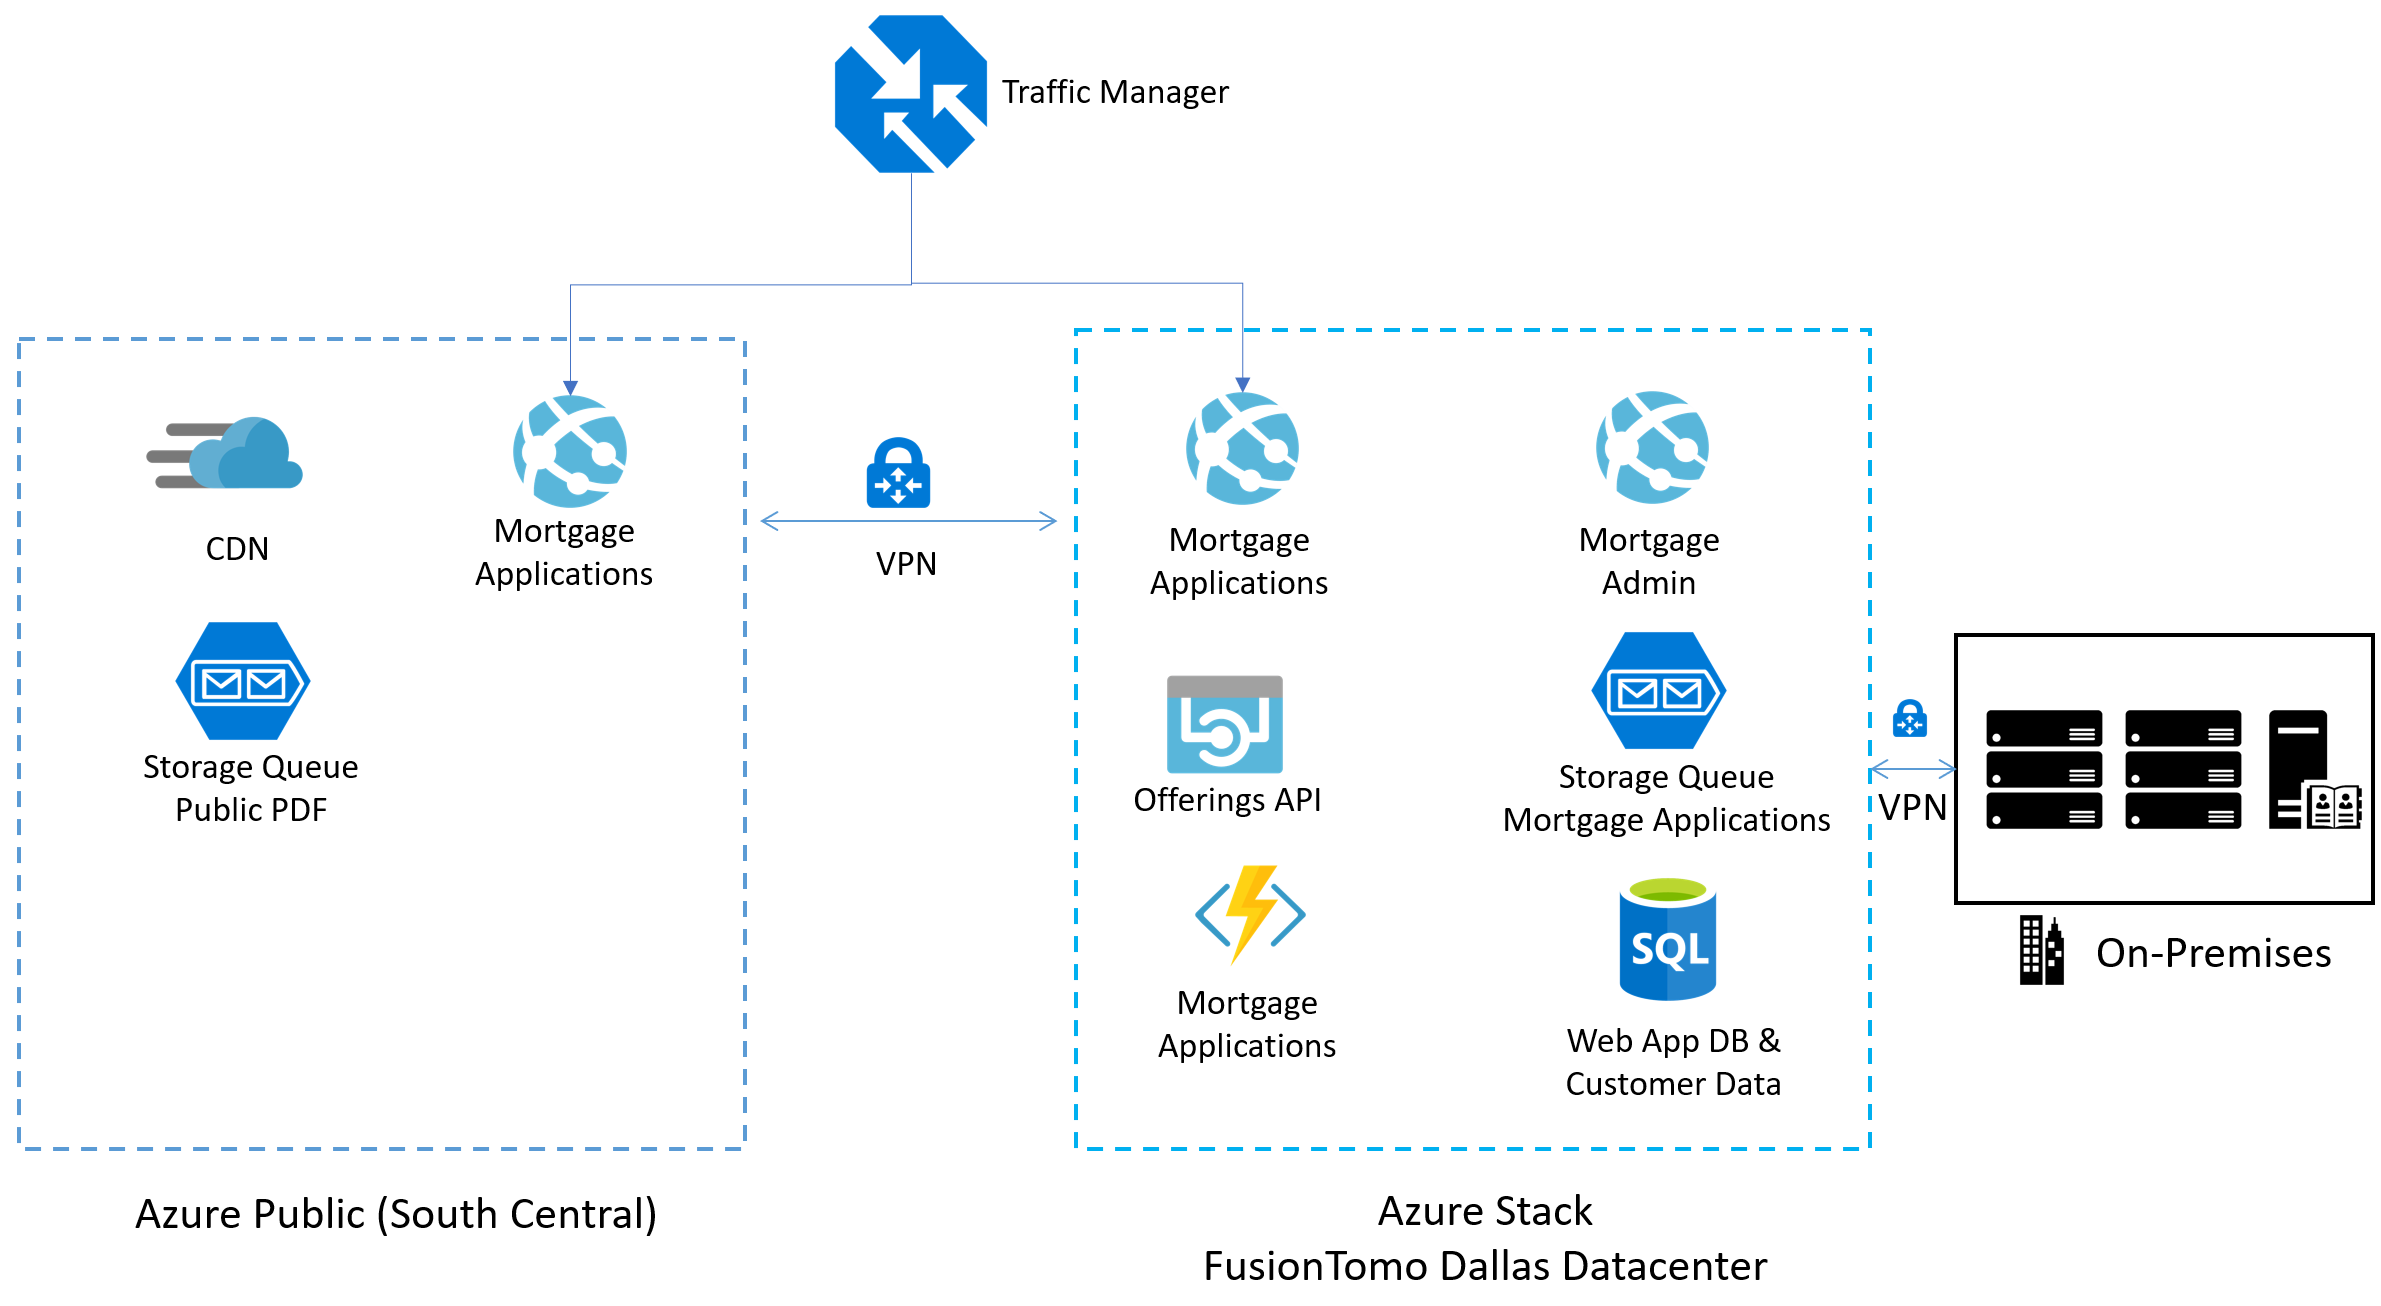 Traffic Manager
CDN
Mortgage
Applications
Storage Queue
Public PDF
VPN
Mortgage
Applications
Mortgage
Admin
Offerings API
Storage Queue
Mortgage Applications
Mortgage
Applications
SQL
Web App DB &
Customer Data
VPN
On-Premises
Azure Public (South Central)
Azure Stack
FusionTomo Dallas Datacenter